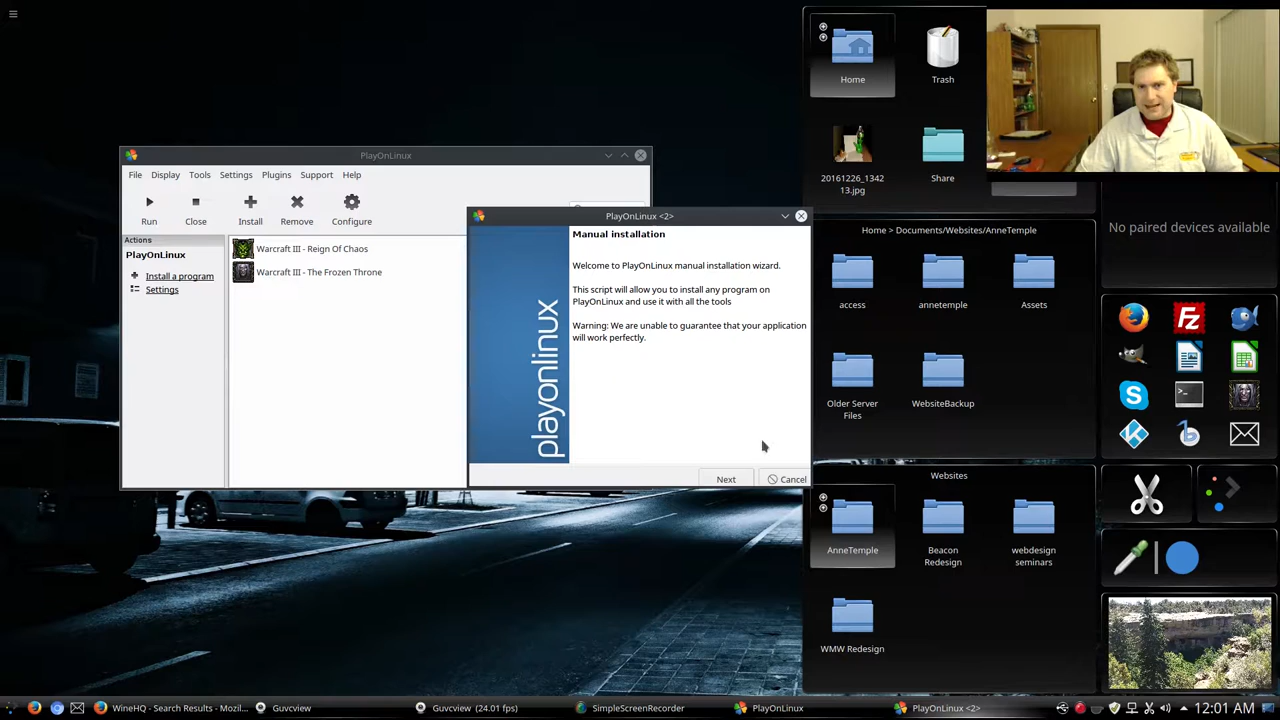 PlayOnLinux
File Display Tools Settings Plugins Support Help
Run Close Install Remove Configure
Actions
PlayOnLinux
Install a program
Settings
Warcraft III - Reign Of Chaos
Warcraft III - The Frozen Throne
PlayOnLinux <2>
Manual installation
Welcome to PlayOnLinux manual installation wizard.
This script will allow you to install any program on
PlayOnLinux and use it with all the tools
Warning: We are unable to guarantee that your application
will work perfectly.
playonlinux
Next Cancel
Home Trash
20161226_1342
13.jpg
Share
Home > Documents/Websites/AnneTemple
access annetemple Assets
Older Server
Files
WebsiteBackup
Websites
AnneTemple
Beacon
Redesign
webdesign
seminars
WMW Redesign
No paired devices available
WineHQ - Search Results - Mozil... Guvcview Guvcview (24.01 fps) SimpleScreenRecorder PlayOnLinux PlayOnLinux <2> 12:01 AM